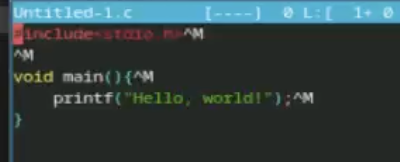 Untitled-1.c [----] 0 L:[ 1+ 0
#include<stdio.h>^M
^M
void main(){^M
    printf("Hello, world!");^M
}